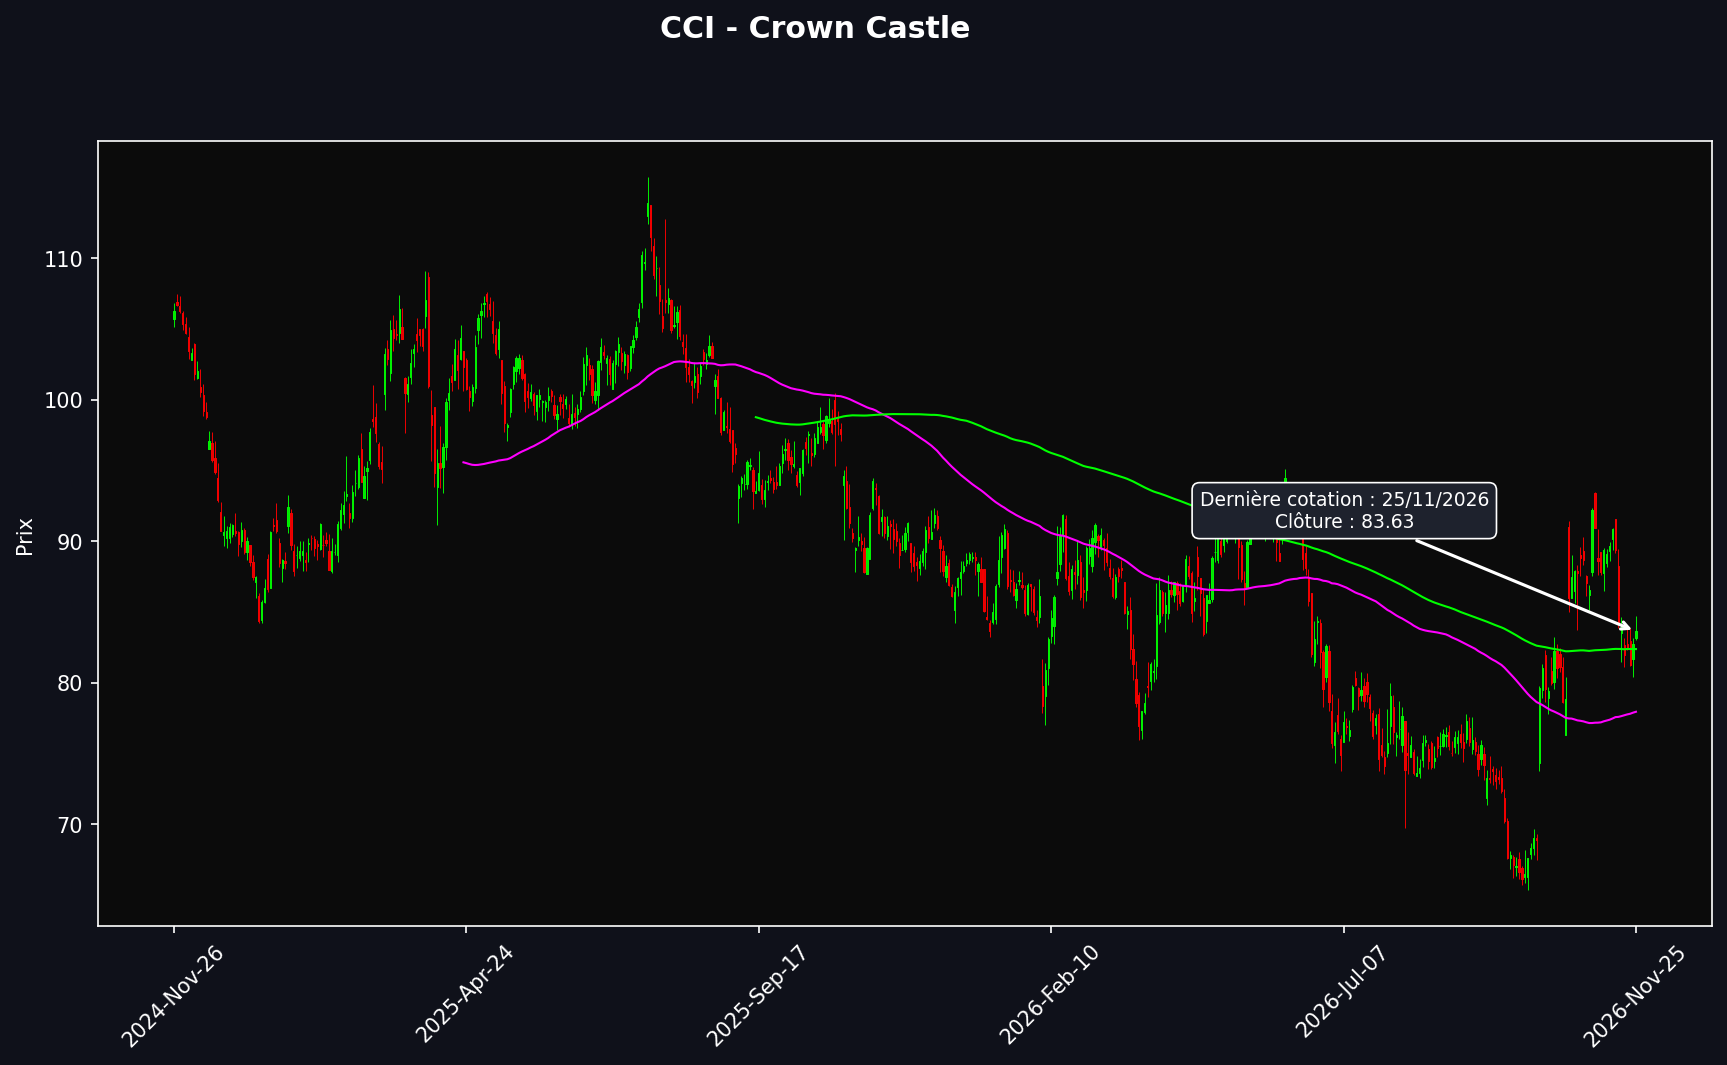 CCI - Crown Castle
Prix
110
100
90
80
70
Dernière cotation : 25/11/2026
Clôture : 83.63
2024-Nov-26
2025-Apr-24
2025-Sep-17
2026-Feb-10
2026-Jul-07
2026-Nov-25